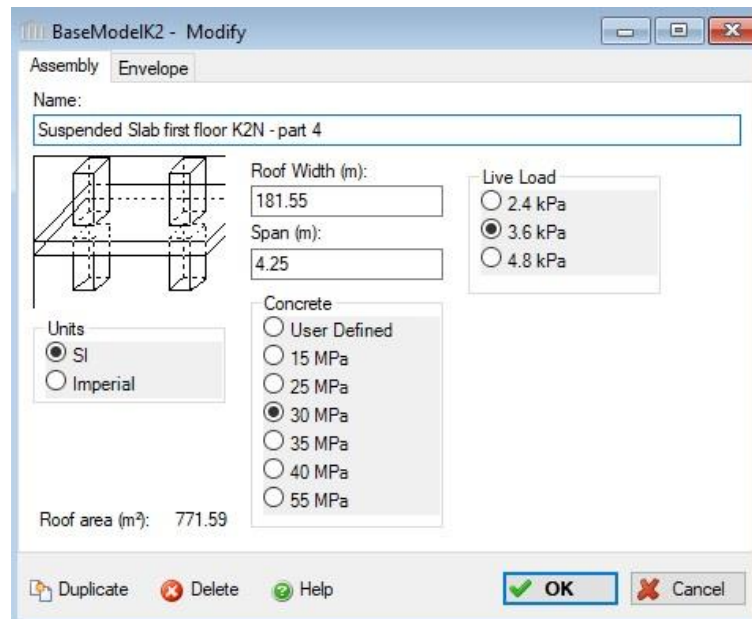 BaseModelK2 - Modify
Assembly
Envelope
Name:
Suspended Slab first floor K2N - part 4
Roof Width (m):
181.55
Span (m):
4.25
Live Load
2.4 kPa
3.6 kPa
4.8 kPa
Units
SI
Imperial
Concrete
User Defined
15 MPa
25 MPa
30 MPa
35 MPa
40 MPa
55 MPa
Roof area (m²): 771.59
Duplicate
Delete
Help
OK
Cancel